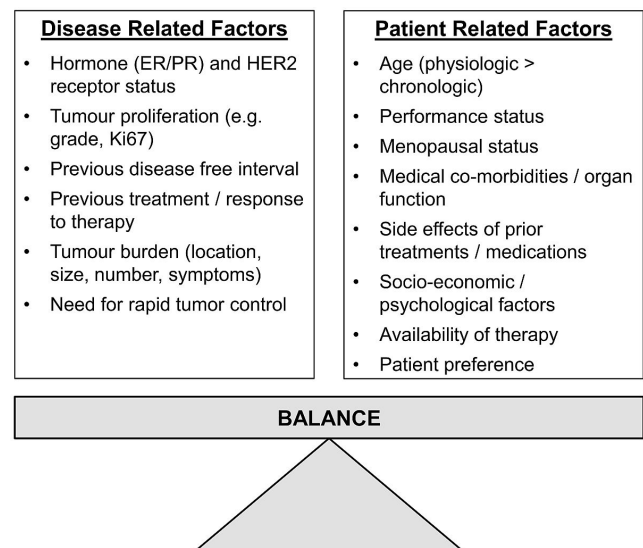 Disease Related Factors
• Hormone (ER/PR) and HER2
receptor status
• Tumour proliferation (e.g.
grade, Ki67)
• Previous disease free interval
• Previous treatment / response
to therapy
• Tumour burden (location,
size, number, symptoms)
• Need for rapid tumor control
Patient Related Factors
• Age (physiologic >
chronologic)
• Performance status
• Menopausal status
• Medical co-morbidities / organ
function
• Side effects of prior
treatments / medications
• Socio-economic /
psychological factors
• Availability of therapy
• Patient preference
BALANCE